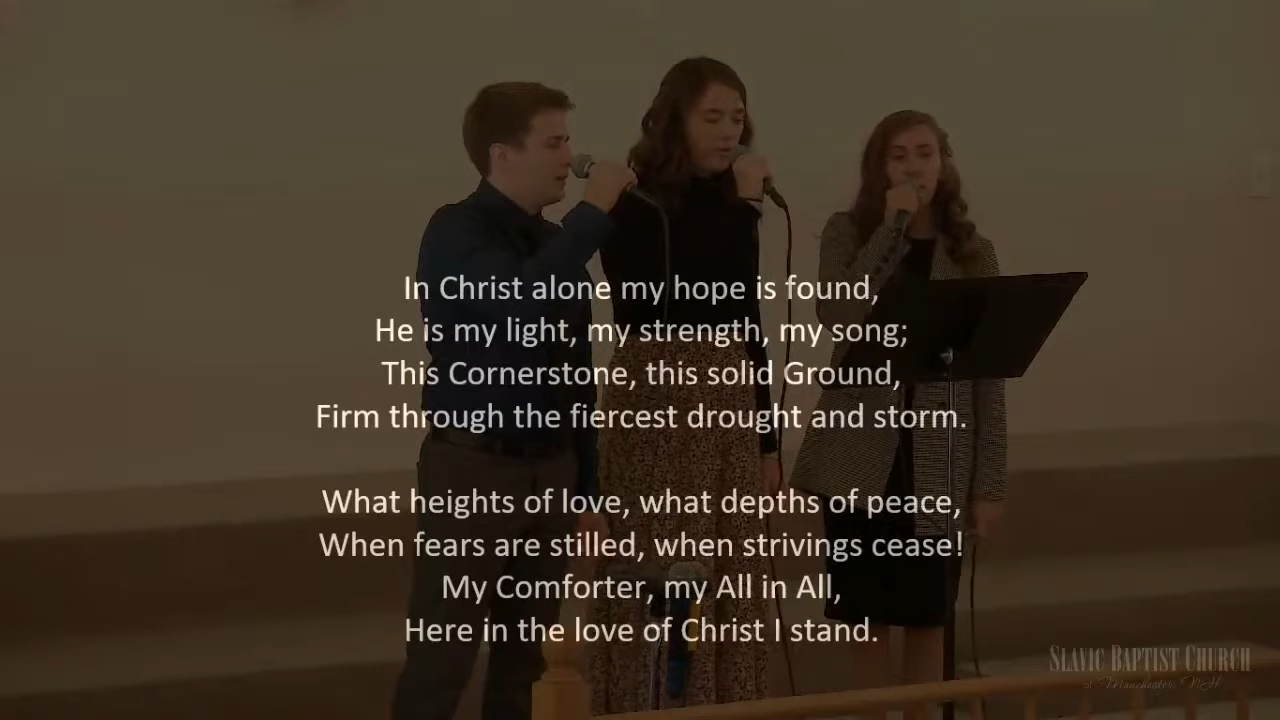 In Christ alone my hope is found,
He is my light, my strength, my song;
This Cornerstone, this solid Ground,
Firm through the fiercest drought and storm.
What heights of love, what depths of peace,
When fears are stilled, when strivings cease!
My Comforter, my All in All,
Here in the love of Christ I stand.
SLAVIC BAPTIST CHURCH
of Manchester, NH